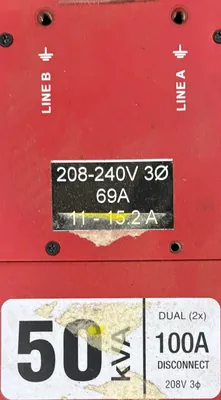 LINE B
LINE A
208-240V 3Ø
69A
11 - 15.2 A
50 kVA
DUAL (2x)
100A
DISCONNECT
208V 3ϕ